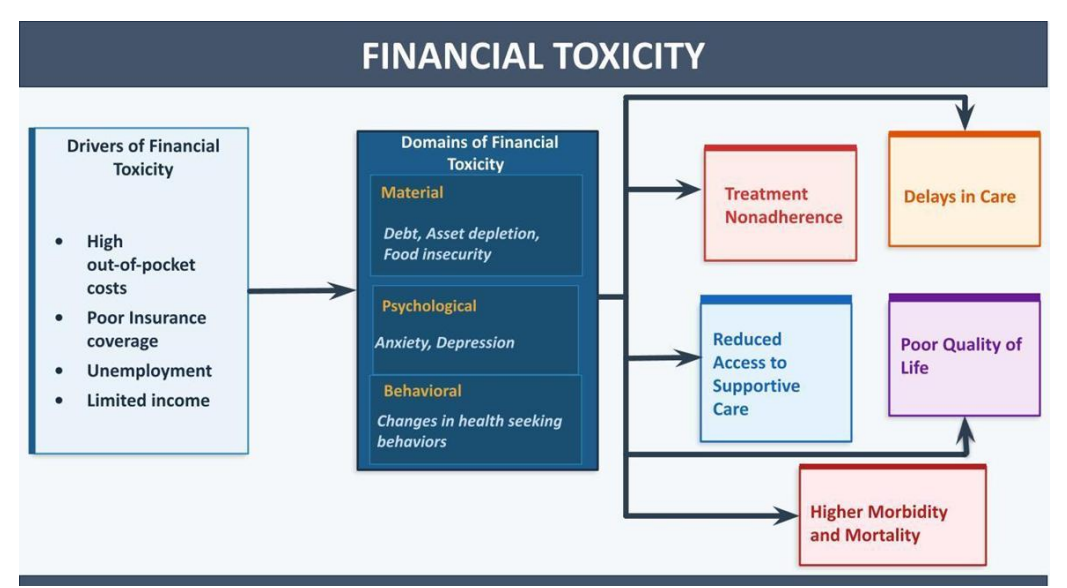 FINANCIAL TOXICITY
Drivers of Financial
Toxicity
• High
out-of-pocket
costs
• Poor Insurance
coverage
• Unemployment
• Limited income
Domains of Financial
Toxicity
Material
Debt, Asset depletion,
Food insecurity
Psychological
Anxiety, Depression
Behavioral
Changes in health seeking
behaviors
Treatment
Nonadherence
Delays in Care
Reduced
Access to
Supportive
Care
Poor Quality of
Life
Higher Morbidity
and Mortality